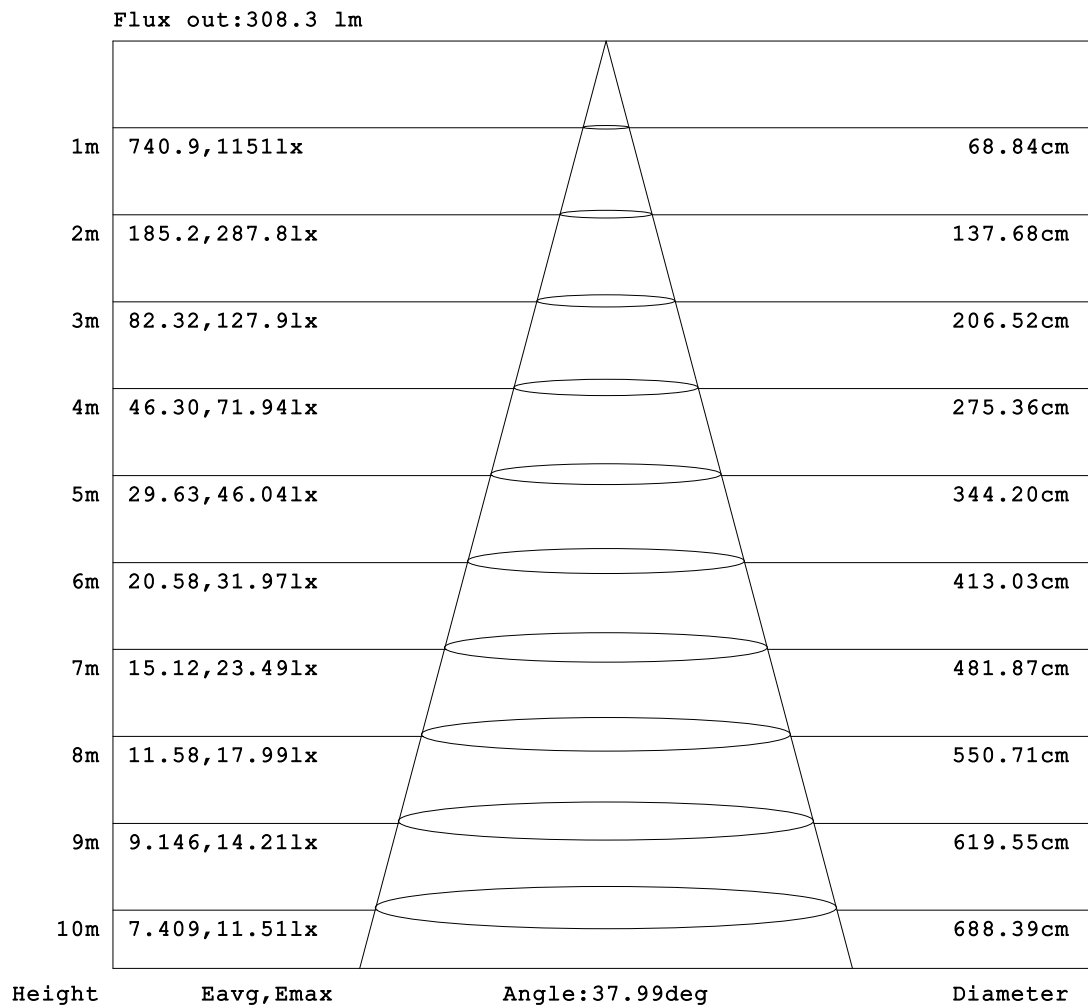 Flux out:308.3 lm
1m 740.9,1151lx 68.84cm
2m 185.2,287.8lx 137.68cm
3m 82.32,127.9lx 206.52cm
4m 46.30,71.94lx 275.36cm
5m 29.63,46.04lx 344.20cm
6m 20.58,31.97lx 413.03cm
7m 15.12,23.49lx 481.87cm
8m 11.58,17.99lx 550.71cm
9m 9.146,14.21lx 619.55cm
10m 7.409,11.51lx 688.39cm
Height Eavg,Emax Angle:37.99deg Diameter